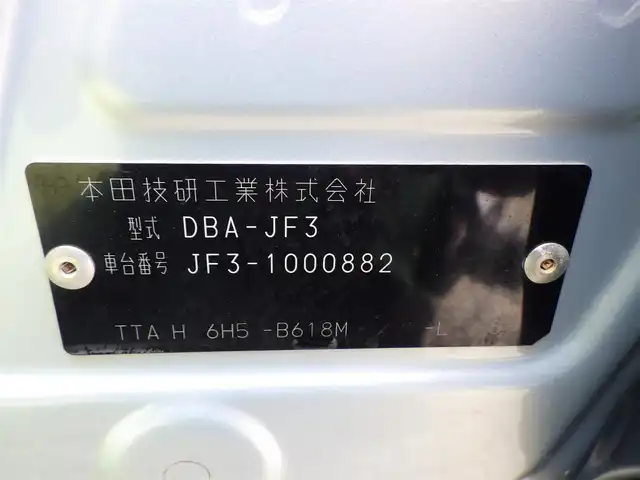 本田技研工業株式会社
型式 DBA-JF3
車台番号 JF3-1000882
TTA H 6H5 -B618M -L